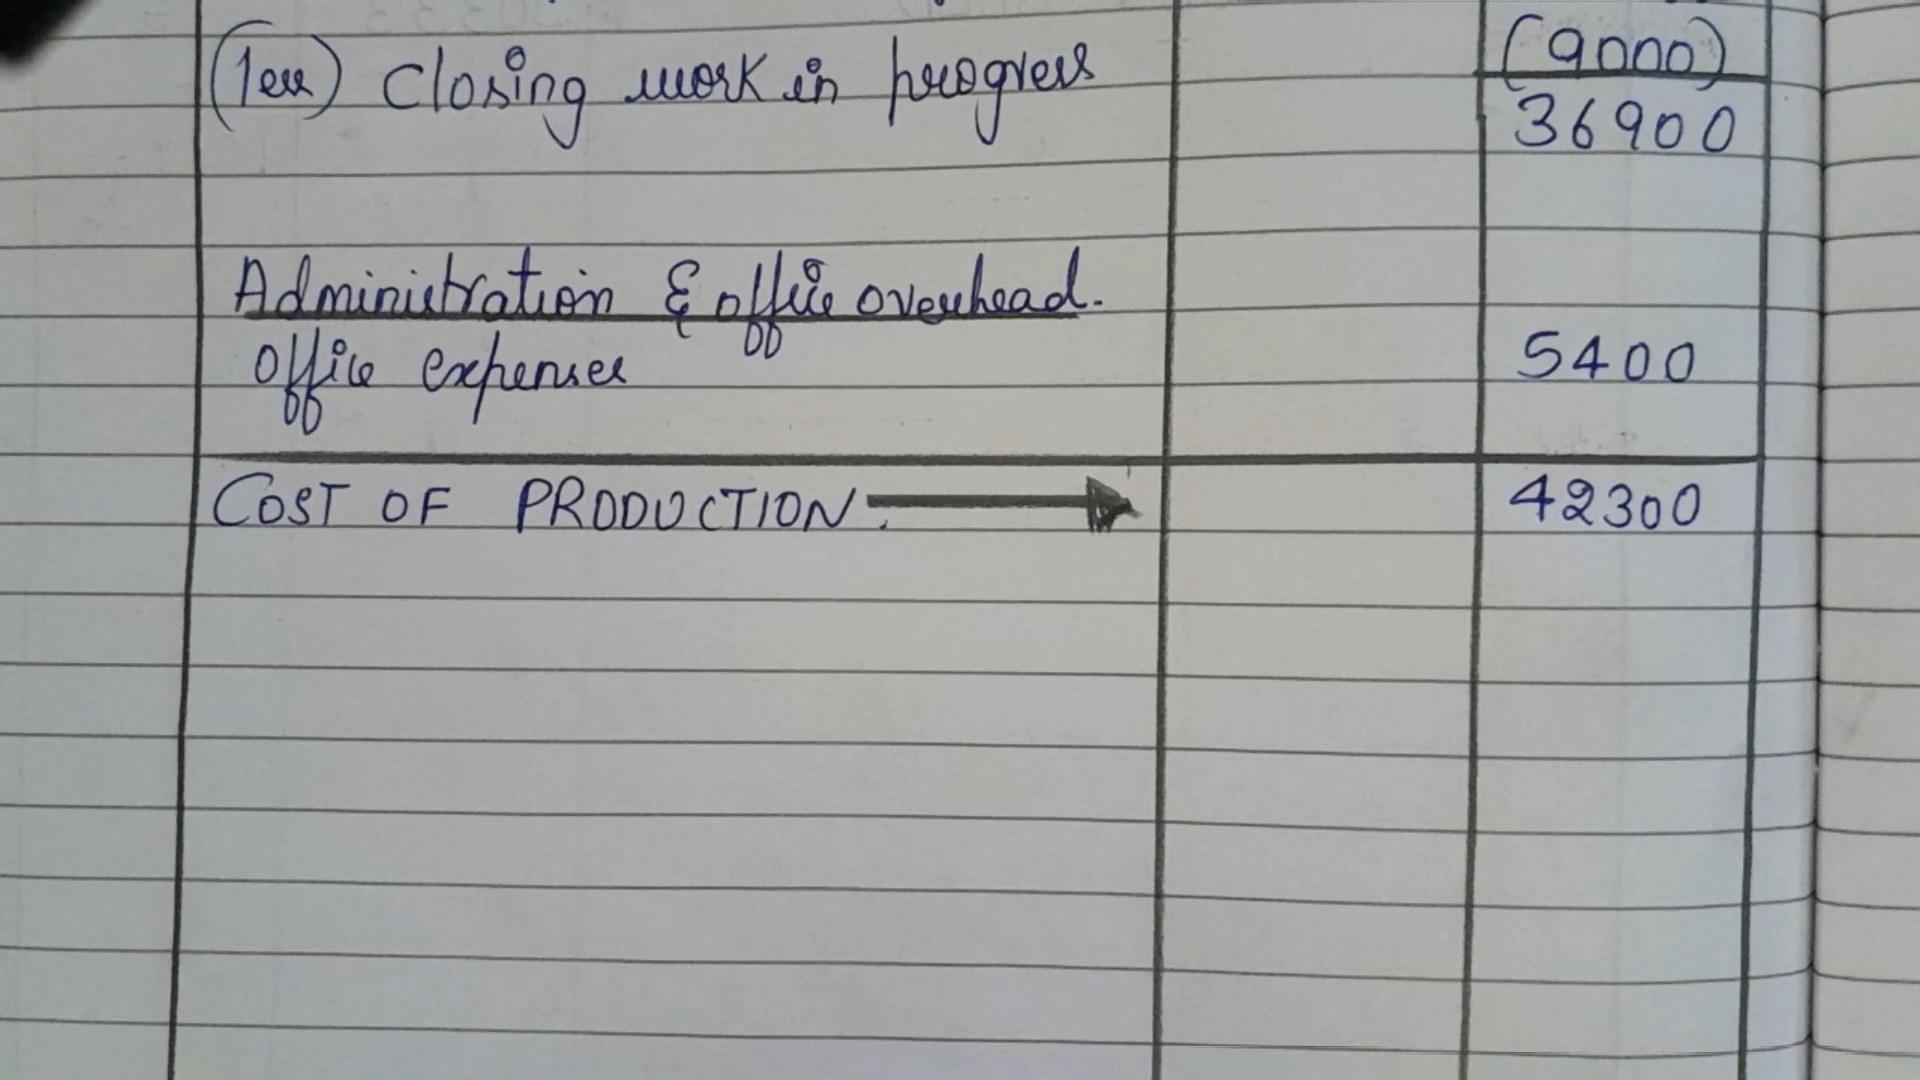 (less) Closing work in progress (9000)
36900
Administration & office overhead.
office expenses 5400
COST OF PRODUCTION. 42300